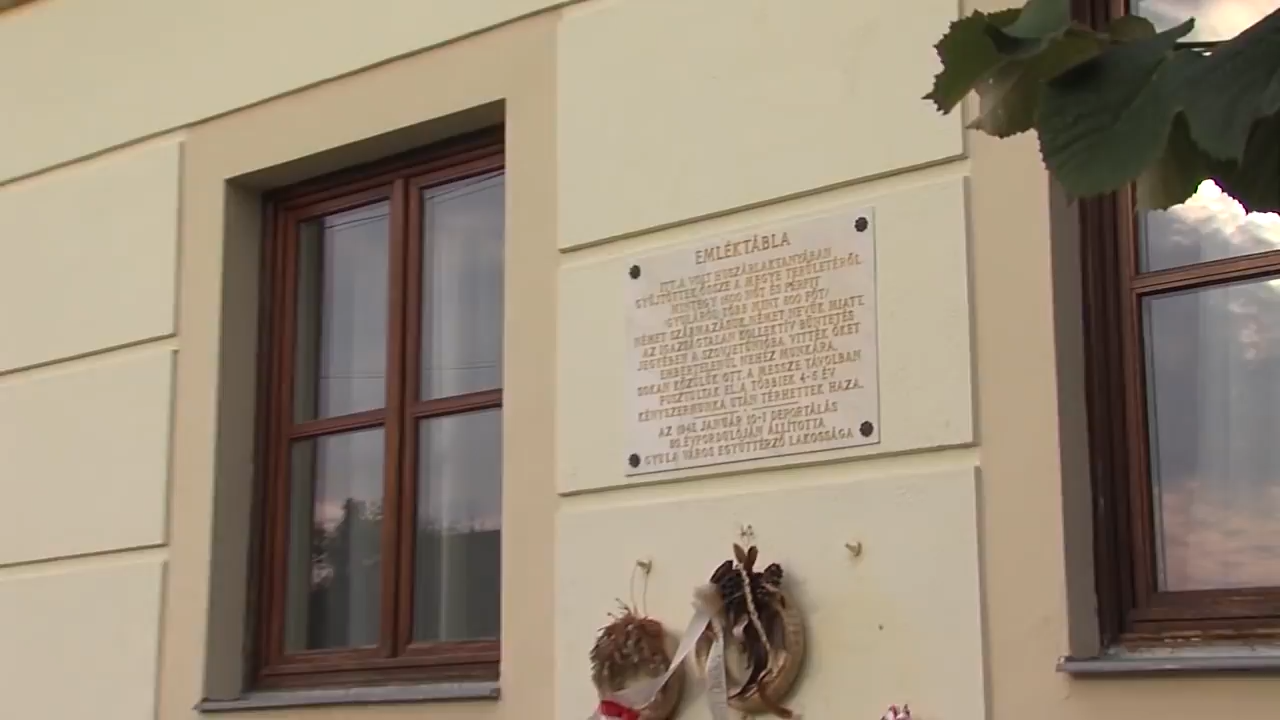 EMLÉKTÁBLA
ITT, A VOLT HUSZÁRLAKTANYÁBAN
GYŰJTÖTTÉK ÖSSZE A MEGYE TERÜLETÉRŐL
MINTEGY 1600 NŐT ÉS FÉRFIT
/GYULÁRÓL TÖBB MINT 600 FŐT/
NÉMET SZÁRMAZÁSUK, NÉMET NEVÜK MIATT.
AZ IGAZSÁGTALAN KOLLEKTÍV BÜNTETÉS
JEGYÉBEN A SZOVJETUNIÓBA VITTÉK ŐKET
EMBERTELENÜL NEHÉZ MUNKÁRA.
SOKAN KÖZÜLÜK OTT, A MESSZE TÁVOLBAN
PUSZTULTAK EL, A TÖBBIEK 4-5 ÉV
KÉNYSZERMUNKA UTÁN TÉRHETTEK HAZA.
AZ JANUÁR 10-I DEPORTÁLÁS
ÉVFORDULÓJÁN ÁLLÍTOTTA
GYULA VÁROS EGYÜTTÉRZŐ LAKOSSÁGA